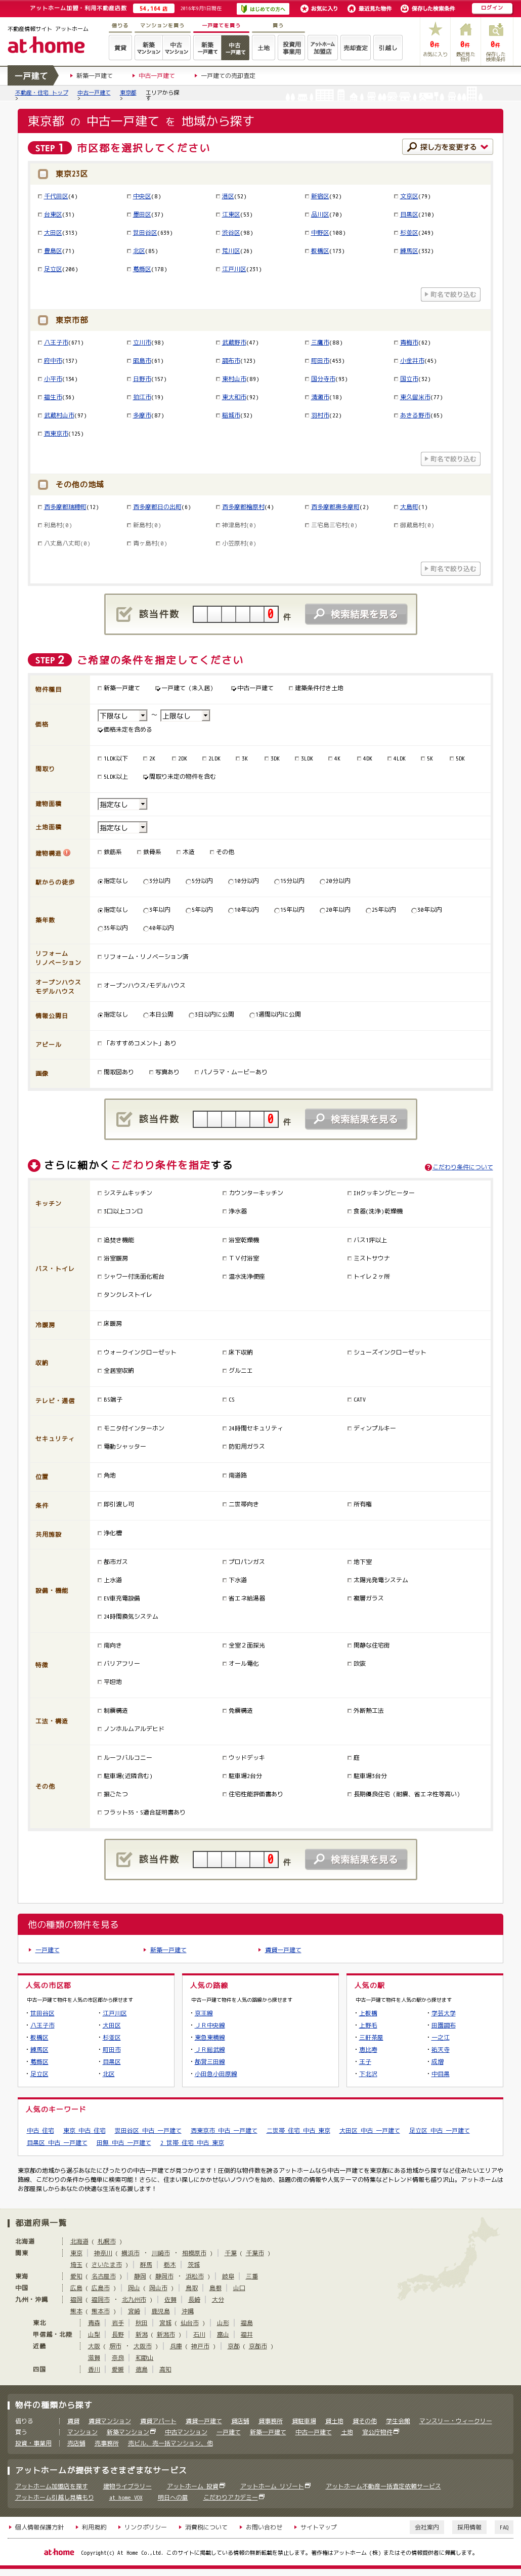 アットホーム加盟・利用不動産店数 54,104 店 2016年5月1日現在 はじめての方へ お気に入り 最近見た物件 保存した検索条件 ログイン
不動産情報サイト アットホーム
at home
借りる マンションを買う 一戸建てを買う 買う
賃貸 新築マンション 中古マンション 新築一戸建て 中古一戸建て 土地 投資用事業用 アットホーム加盟店 売却査定 引越し
0件 お気に入り 0件 最近見た物件 0件 保存した検索条件
一戸建て 新築一戸建て 中古一戸建て 一戸建ての売却査定
不動産・住宅 トップ > 中古一戸建て > 東京都 > エリアから探す
東京都 の 中古一戸建て を 地域から探す
STEP 1 市区郡を選択してください 探し方を変更する
東京23区
千代田区(4) 中央区(8) 港区(52) 新宿区(92) 文京区(79)
台東区(31) 墨田区(37) 江東区(53) 品川区(70) 目黒区(210)
大田区(313) 世田谷区(639) 渋谷区(98) 中野区(108) 杉並区(249)
豊島区(71) 北区(85) 荒川区(26) 板橋区(173) 練馬区(332)
足立区(206) 葛飾区(178) 江戸川区(231)
町名で絞り込む
東京市部
八王子市(671) 立川市(98) 武蔵野市(47) 三鷹市(88) 青梅市(62)
府中市(137) 昭島市(61) 調布市(123) 町田市(453) 小金井市(45)
小平市(134) 日野市(157) 東村山市(89) 国分寺市(93) 国立市(32)
福生市(36) 狛江市(19) 東大和市(92) 清瀬市(18) 東久留米市(77)
武蔵村山市(97) 多摩市(87) 稲城市(32) 羽村市(22) あきる野市(65)
西東京市(125)
町名で絞り込む
その他の地域
西多摩郡瑞穂町(12) 西多摩郡日の出町(6) 西多摩郡檜原村(4) 西多摩郡奥多摩町(2) 大島町(1)
利島村(0) 新島村(0) 神津島村(0) 三宅島三宅村(0) 御蔵島村(0)
八丈島八丈町(0) 青ヶ島村(0) 小笠原村(0)
町名で絞り込む
該当件数 0 件 検索結果を見る
STEP 2 ご希望の条件を指定してください
物件種目 新築一戸建て 一戸建て（未入居） 中古一戸建て 建築条件付き土地
価格 下限なし ～ 上限なし
価格未定を含める
間取り 1LDK以下 2K 2DK 2LDK 3K 3DK 3LDK 4K 4DK 4LDK 5K 5DK
5LDK以上 間取り未定の物件を含む
建物面積 指定なし
土地面積 指定なし
建物構造 鉄筋系 鉄骨系 木造 その他
駅からの徒歩 指定なし 3分以内 5分以内 10分以内 15分以内 20分以内
築年数 指定なし 3年以内 5年以内 10年以内 15年以内 20年以内 25年以内 30年以内
35年以内 40年以内
リフォーム リノベーション リフォーム・リノベーション済
オープンハウス モデルハウス オープンハウス/モデルハウス
情報公開日 指定なし 本日公開 3日以内に公開 1週間以内に公開
アピール 「おすすめコメント」あり
画像 間取図あり 写真あり パノラマ・ムービーあり
該当件数 0 件 検索結果を見る
さらに細かくこだわり条件を指定する こだわり条件について
キッチン システムキッチン カウンターキッチン IHクッキングヒーター
3口以上コンロ 浄水器 食器(洗浄)乾燥機
バス・トイレ 追焚き機能 浴室乾燥機 バス1坪以上
浴室暖房 ＴＶ付浴室 ミストサウナ
シャワー付洗面化粧台 温水洗浄便座 トイレ２ヶ所
タンクレストイレ
冷暖房 床暖房
収納 ウォークインクローゼット 床下収納 シューズインクローゼット
全居室収納 グルニエ
テレビ・通信 BS端子 CS CATV
セキュリティ モニタ付インターホン 24時間セキュリティ ディンプルキー
電動シャッター 防犯用ガラス
位置 角地 南道路
条件 即引渡し可 二世帯向き 所有権
共用施設 浄化槽
設備・機能 都市ガス プロパンガス 地下室
上水道 下水道 太陽光発電システム
EV車充電設備 省エネ給湯器 複層ガラス
24時間換気システム
特徴 南向き 全室２面採光 閑静な住宅街
バリアフリー オール電化 吹抜
平坦地
工法・構造 制震構造 免震構造 外断熱工法
ノンホルムアルデヒド
その他 ルーフバルコニー ウッドデッキ 庭
駐車場(近隣含む) 駐車場2台分 駐車場3台分
堀ごたつ 住宅性能評価書あり 長期優良住宅（耐震、省エネ性等高い）
フラット35・S適合証明書あり
該当件数 0 件 検索結果を見る
他の種類の物件を見る
一戸建て 新築一戸建て 賃貸一戸建て
人気の市区郡
中古一戸建て物件を人気の市区郡から探せます
・世田谷区 ・江戸川区
・八王子市 ・大田区
・板橋区 ・杉並区
・練馬区 ・町田市
・葛飾区 ・目黒区
・足立区 ・北区
人気の路線
中古一戸建て物件を人気の路線から探せます
・京王線
・ＪＲ中央線
・東急東横線
・ＪＲ総武線
・都営三田線
・小田急小田原線
人気の駅
中古一戸建て物件を人気の駅から探せます
・上板橋 ・学芸大学
・上野毛 ・田園調布
・三軒茶屋 ・一之江
・恵比寿 ・祐天寺
・王子 ・成増
・下北沢 ・中目黒
人気のキーワード
中古 住宅 東京 中古 住宅 世田谷区 中古 一戸建て 西東京市 中古 一戸建て 二世帯 住宅 中古 東京 大田区 中古 一戸建て 足立区 中古 一戸建て
目黒区 中古 一戸建て 田無 中古 一戸建て 2 世帯 住宅 中古 東京
東京都の地域から選ぶあなたにぴったりの中古一戸建てが見つかります！圧倒的な物件数を誇るアットホームなら中古一戸建てを東京都にある地域から探すなど住みたいエリアや路線、こだわりの条件から簡単に検索可能！さらに、住まい探しにかかせないノウハウを始め、話題の街の情報や人気テーマの特集などトレンド情報も盛り沢山。アットホームはお部屋探しからあなたの快適な生活を応援します！
都道府県一覧
北海道 北海道 ( 札幌市 )
関東 東京 神奈川 ( 横浜市 ・ 川崎市 ・ 相模原市 ) 千葉 ( 千葉市 )
埼玉 ( さいたま市 ) 群馬 栃木 茨城
東海 愛知 ( 名古屋市 ) 静岡 ( 静岡市 ・ 浜松市 ) 岐阜 三重
中国 広島 ( 広島市 ) 岡山 ( 岡山市 ) 鳥取 島根 山口
九州・沖縄 福岡 ( 福岡市 ・ 北九州市 ) 佐賀 長崎 大分
熊本 ( 熊本市 ) 宮崎 鹿児島 沖縄
東北 青森 岩手 秋田 宮城 ( 仙台市 ) 山形 福島
甲信越・北陸 山梨 長野 新潟 ( 新潟市 ) 石川 富山 福井
近畿 大阪 ( 堺市 ・ 大阪市 ) 兵庫 ( 神戸市 ) 京都 ( 京都市 )
滋賀 奈良 和歌山
四国 香川 愛媛 徳島 高知
物件の種類から探す
借りる 賃貸 賃貸マンション 賃貸アパート 賃貸一戸建て 貸店舗 貸事務所 貸駐車場 貸土地 貸その他 学生会館 マンスリー・ウィークリー
買う マンション 新築マンション 中古マンション 一戸建て 新築一戸建て 中古一戸建て 土地 官公庁物件
投資・事業用 売店舗 売事務所 売ビル、売一括マンション、他
アットホームが提供するさまざまなサービス
アットホーム加盟店を探す 建物ライブラリー アットホーム 投資 アットホーム リゾート アットホーム不動産一括査定依頼サービス
アットホーム引越し見積もり at home VOX 明日への扉 こだわりアカデミー
個人情報保護方針 利用規約 リンクポリシー 消費税について お問い合わせ サイトマップ 会社案内 採用情報 FAQ
at home Copyright(c) At Home Co.,Ltd. このサイトに掲載している情報の無断転載を禁止します。著作権はアットホーム（株）またはその情報提供者に帰属します。